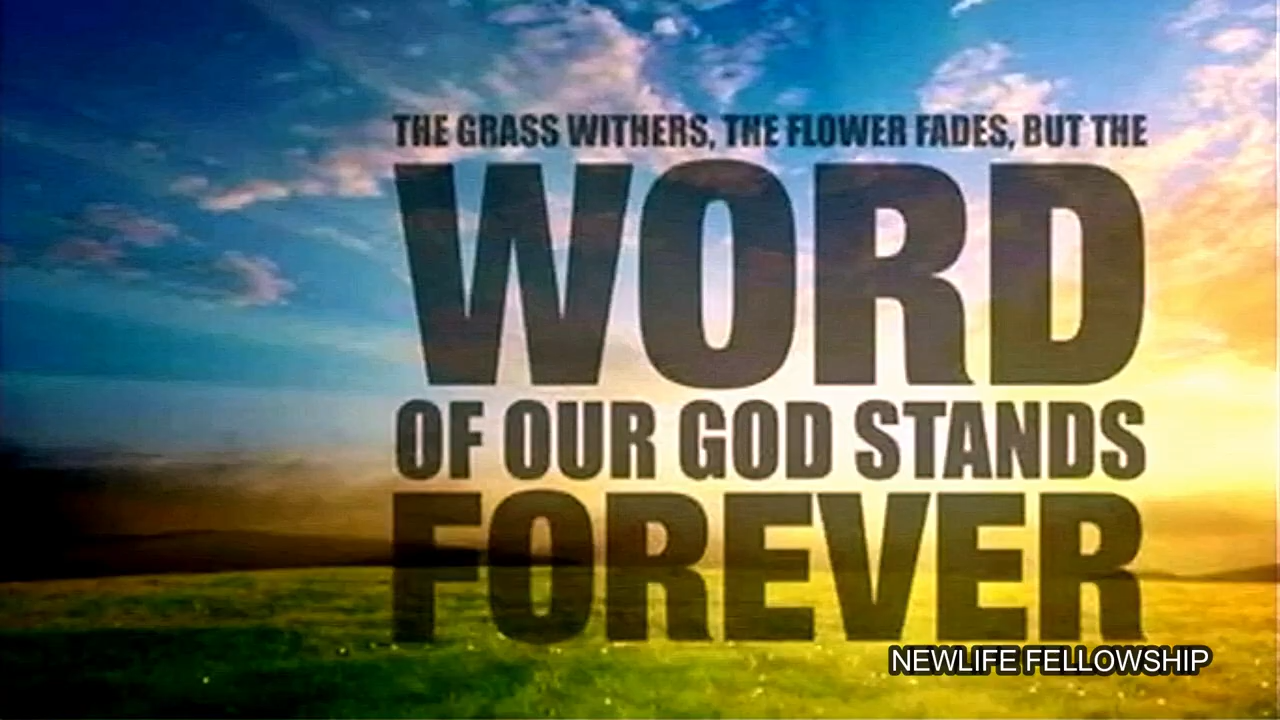 THE GRASS WITHERS, THE FLOWER FADES, BUT THE
WORD
OF OUR GOD STANDS
FOREVER
NEWLIFE FELLOWSHIP